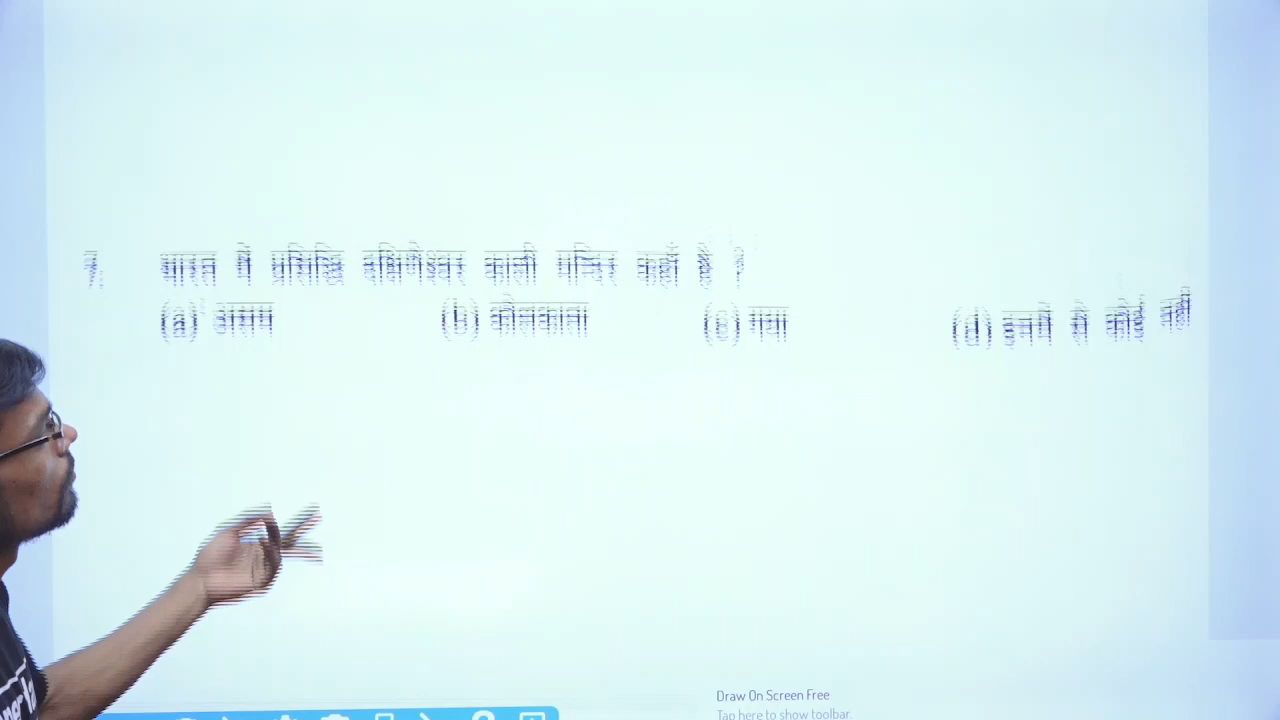 7. भारत में प्रसिद्ध दक्षिणेश्वर काली मन्दिर कहाँ है ?
(a) असम (b) कोलकाता (c) गया (d) इनमें से कोई नहीं
Draw On Screen Free
Tap here to show toolbar.